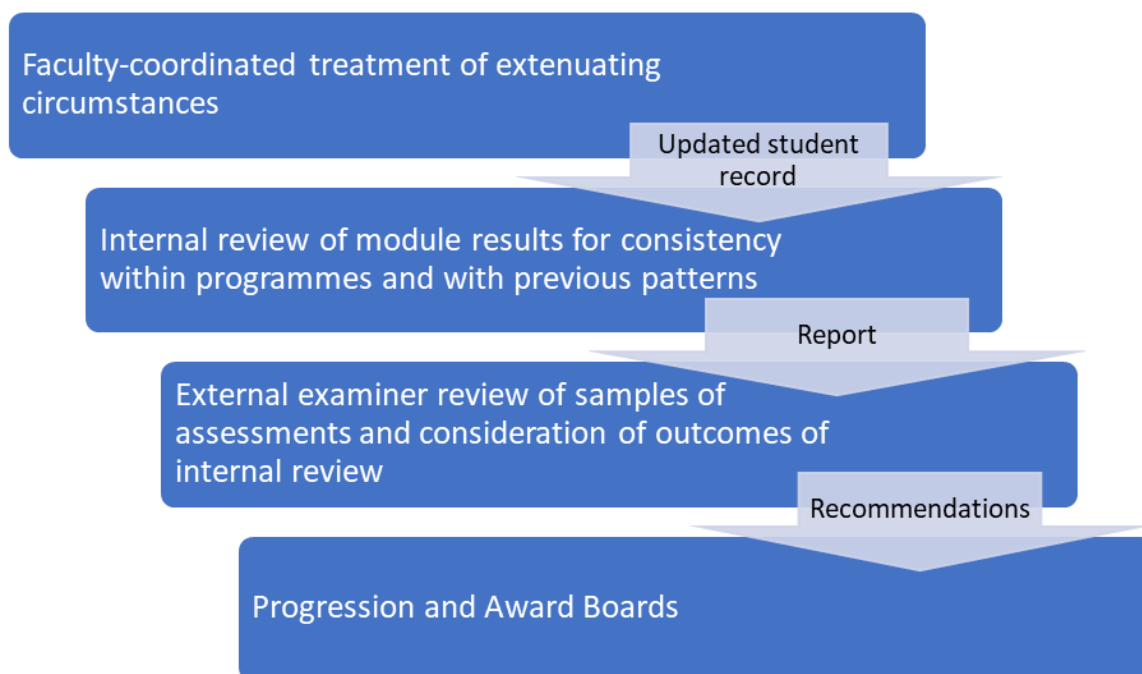 Faculty-coordinated treatment of extenuating
circumstances
Updated student
record
Internal review of module results for consistency
within programmes and with previous patterns
Report
External examiner review of samples of
assessments and consideration of outcomes of
internal review
Recommendations
Progression and Award Boards